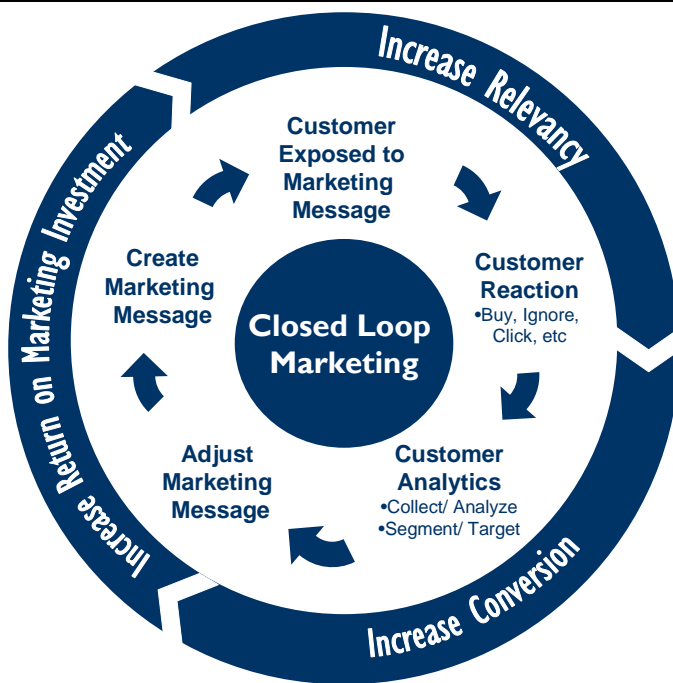 Increase Relevancy
Customer
Exposed to
Marketing
Message
Customer
Reaction
•Buy, Ignore,
Click, etc
Customer
Analytics
•Collect/ Analyze
•Segment/ Target
Adjust
Marketing
Message
Create
Marketing
Message
Closed Loop
Marketing
Increase Conversion
Increase Return on Marketing Investment